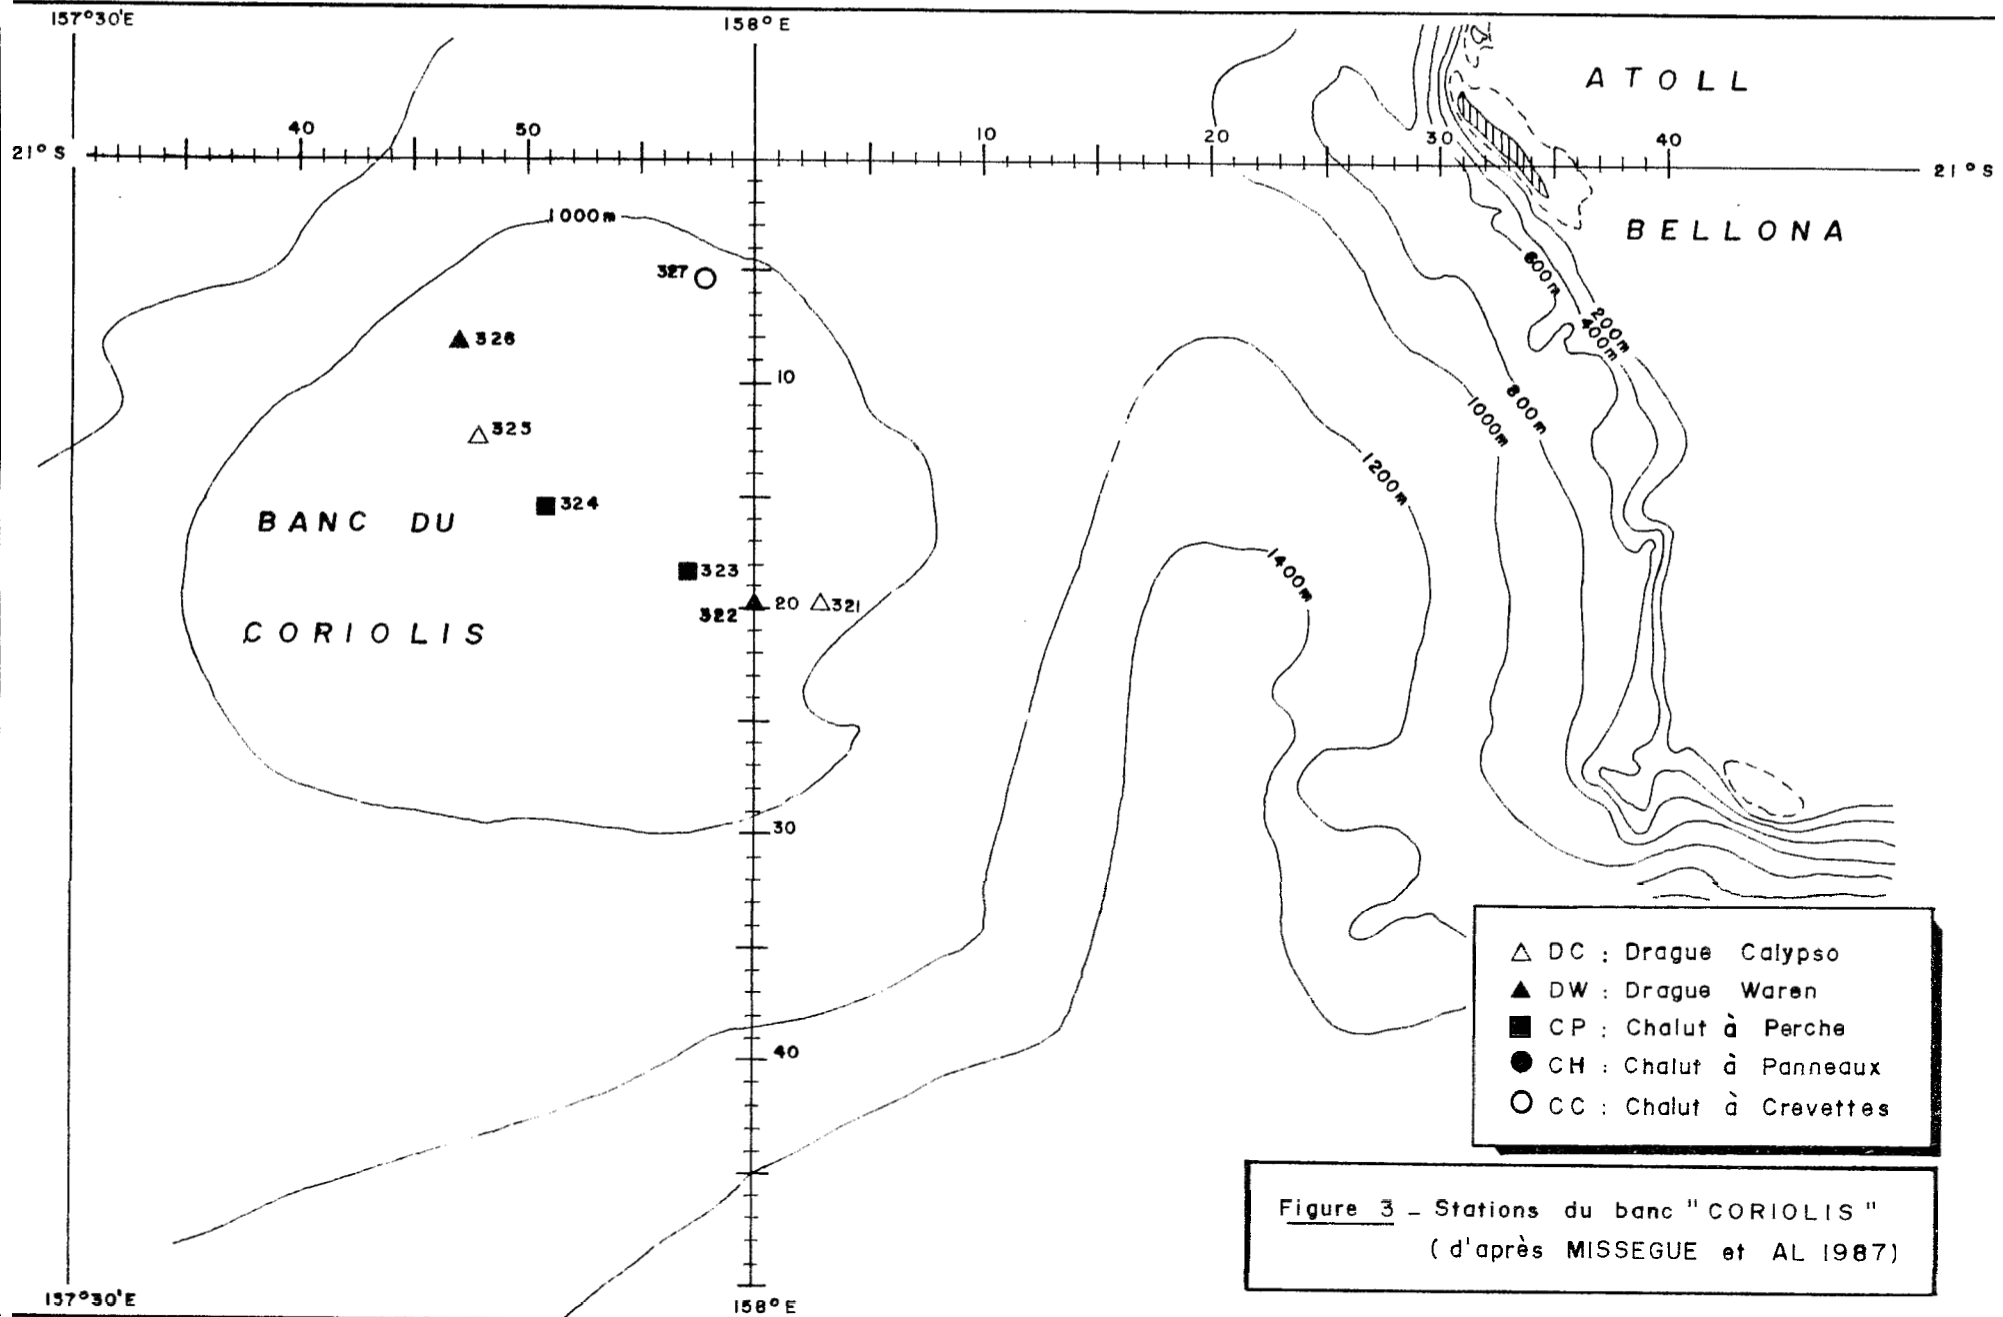 157°30'E
158°E
ATOLL
40
50
10
20
30
40
21°S
21°S
1000m
BELLONA
327
600m
200m
400m
326
10
800m
1000m
325
1200m
324
BANC DU
1400m
323
322
20
321
CORIOLIS
30
40
△ DC : Drague Calypso
▲ DW : Drague Waren
■ CP : Chalut à Perche
● CH : Chalut à Panneaux
○ CC : Chalut à Crevettes
Figure 3 _ Stations du banc "CORIOLIS"
(d'après MISSEGUE et AL 1987)
157°30'E
158°E